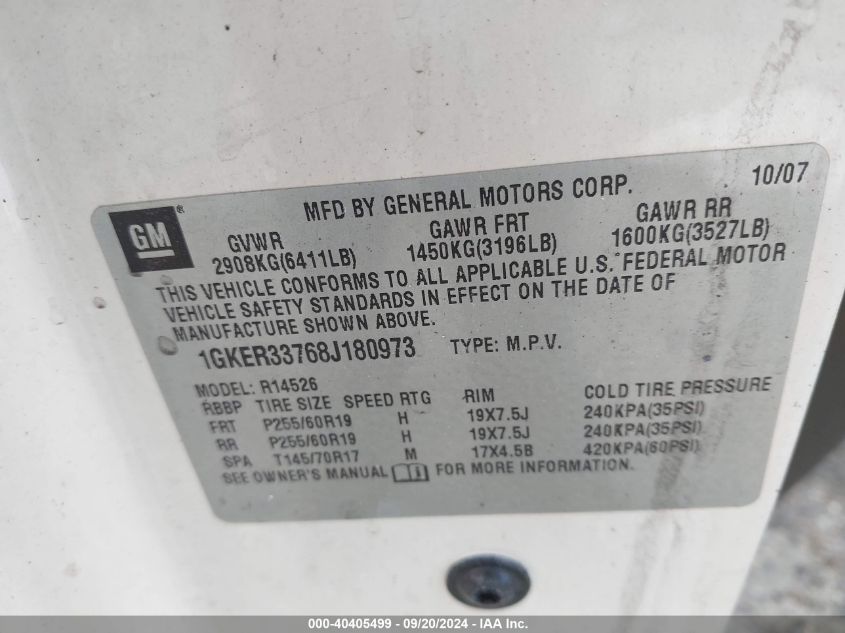 10/07
GM®
MFD BY GENERAL MOTORS CORP.
GVWR GAWR FRT GAWR RR
2908KG(6411LB) 1450KG(3196LB) 1600KG(3527LB)
THIS VEHICLE CONFORMS TO ALL APPLICABLE U.S. FEDERAL MOTOR
VEHICLE SAFETY STANDARDS IN EFFECT ON THE DATE OF
MANUFACTURE SHOWN ABOVE.
1GKER33768J180973 TYPE: M.P.V.
MODEL: R14526
RBBP TIRE SIZE SPEED RTG RIM COLD TIRE PRESSURE
FRT P255/60R19 H 19X7.5J 240KPA(35PSI)
RR P255/60R19 H 19X7.5J 240KPA(35PSI)
SPA T145/70R17 M 17X4.5B 420KPA(60PSI)
SEE OWNER'S MANUAL FOR MORE INFORMATION.
000-40405499 - 09/20/2024 - IAA Inc.